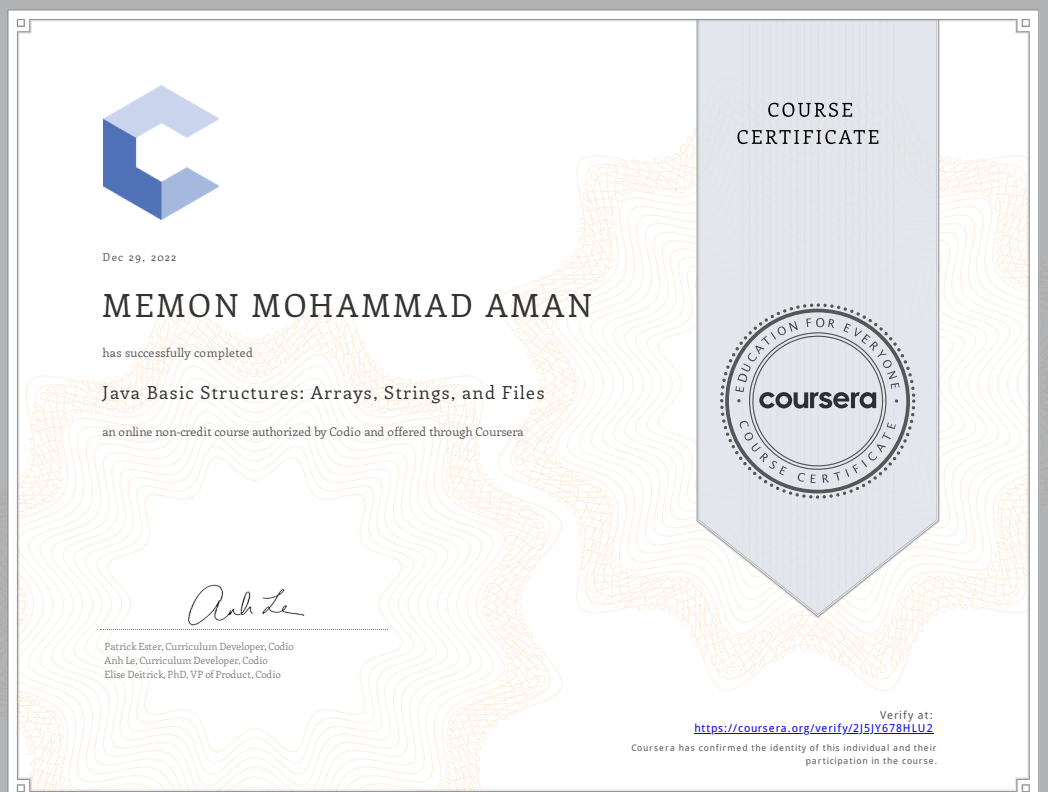 COURSE
CERTIFICATE
Dec 29, 2022
MEMON MOHAMMAD AMAN
has successfully completed
Java Basic Structures: Arrays, Strings, and Files
an online non-credit course authorized by Codio and offered through Coursera
EDUCATION FOR EVERYONE
coursera
COURSE CERTIFICATE
Anh Le
Patrick Ester, Curriculum Developer, Codio
Anh Le, Curriculum Developer, Codio
Elise Deitrick, PhD, VP of Product, Codio
Verify at:
https://coursera.org/verify/2J5JY678HLU2
Coursera has confirmed the identity of this individual and their
participation in the course.